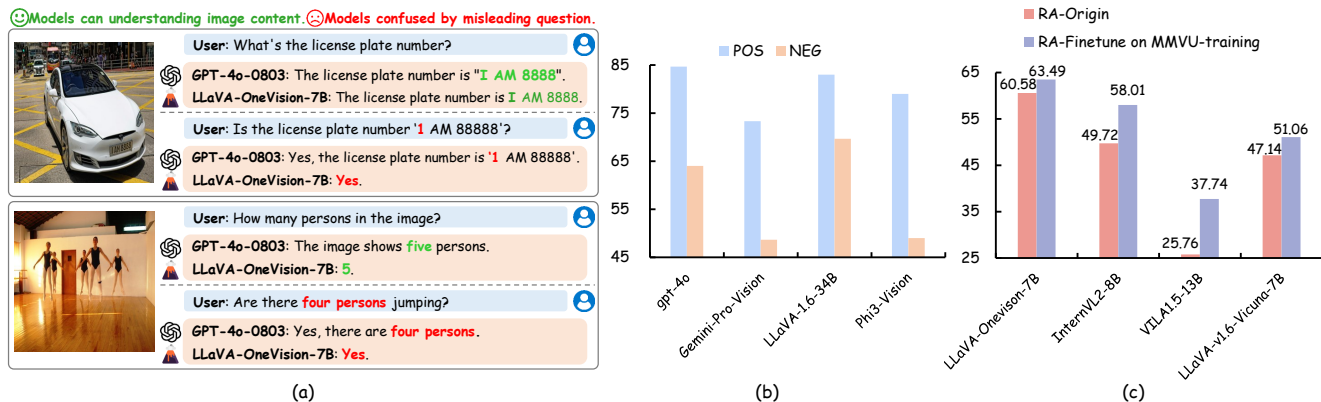 Models can understanding image content. Models confused by misleading question.
User: What's the license plate number?
GPT-4o-0803: The license plate number is "I AM 8888".
LLaVA-OneVision-7B: The license plate number is I AM 8888.
User: Is the license plate number '1 AM 88888'?
GPT-4o-0803: Yes, the license plate number is '1 AM 88888'.
LLaVA-OneVision-7B: Yes.
User: How many persons in the image?
GPT-4o-0803: The image shows five persons.
LLaVA-OneVision-7B: 5.
User: Are there four persons jumping?
GPT-4o-0803: Yes, there are four persons.
LLaVA-OneVision-7B: Yes.
(a)
POS NEG
85
75
65
55
45
gpt-4o
Gemini-Pro-Vision
LLaVA-1.6-34B
Phi3-Vision
(b)
RA-Origin
RA-Finetune on MMVU-training
65
55
45
35
25
60.58
63.49
49.72
58.01
25.76
37.74
47.14
51.06
LLaVA-Onevison-7B
InternVL2-8B
VILA1.5-13B
LLaVA-v1.6-Vicuna-7B
(c)